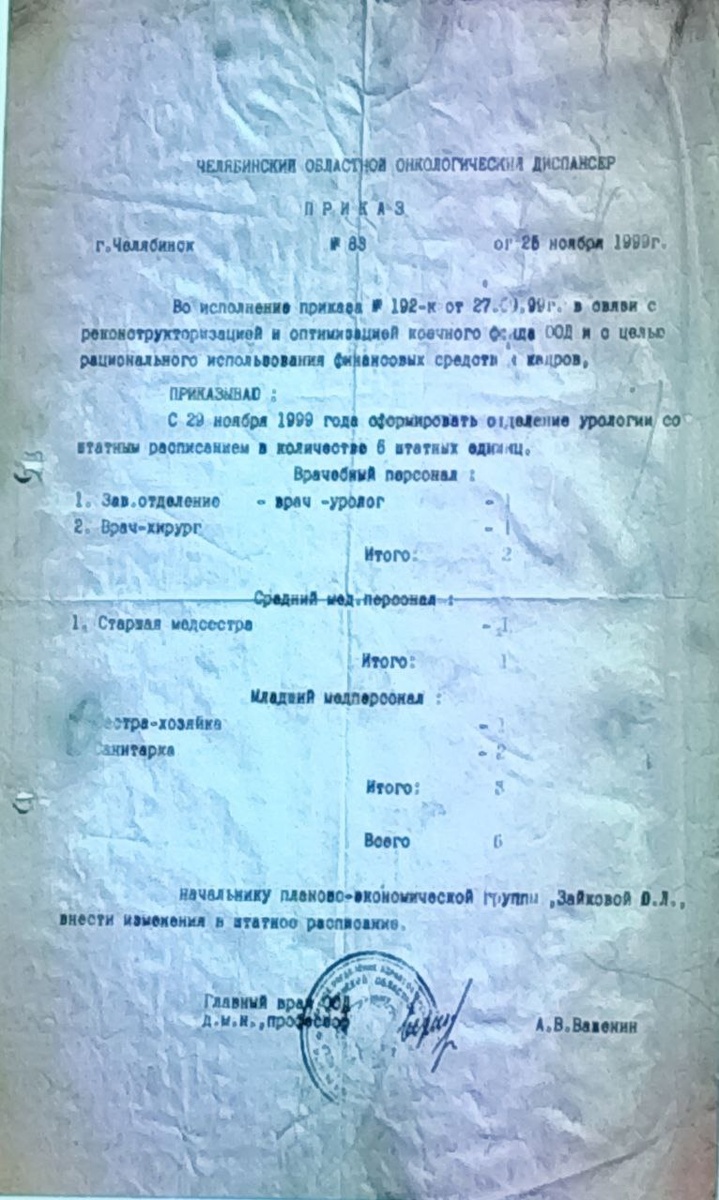 ЧЕЛЯБИНСКИЙ ОБЛАСТНОЙ ОНКОЛОГИЧЕСКИЙ ДИСПАНСЕР
П Р И К А З
г.Челябинск № 83 от 25 ноября 1999г.
Во исполнение приказа № 192-к от 27. .99г. в связи с
реконструкторизацией и оптимизацией коечного фонда ООД и с целью
рационального использования финансовых средств и кадров,
ПРИКАЗЫВАЮ :
С 29 ноября 1999 года сформировать отделение урологии со
штатным расписанием в количестве 6 штатных единиц.
Врачебный персонал :
1. Зав.отделение - врач -уролог - 1
2. Врач-хирург - 1
Итого: 2
Средний мед.персонал :
1. Старшая медсестра - 1
Итого: 1
Младший медперсонал :
естра-хозяйка - 1
Санитарка - 2
Итого: 3
Всего 6
начальнику планово-экономической группы ,Зайковой О.Л.,
внести изменения в штатное расписание.
Главный врач ООД
д.м.н.,профессор А.В.Важенин